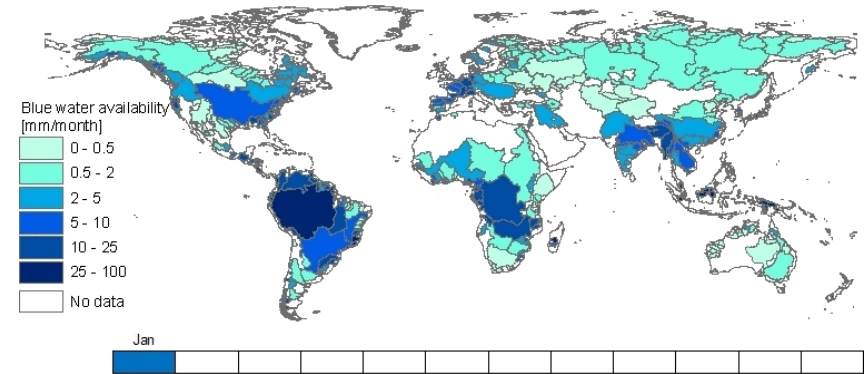 Blue water availability
[mm/month]
0 - 0.5
0.5 - 2
2 - 5
5 - 10
10 - 25
25 - 100
No data
Jan